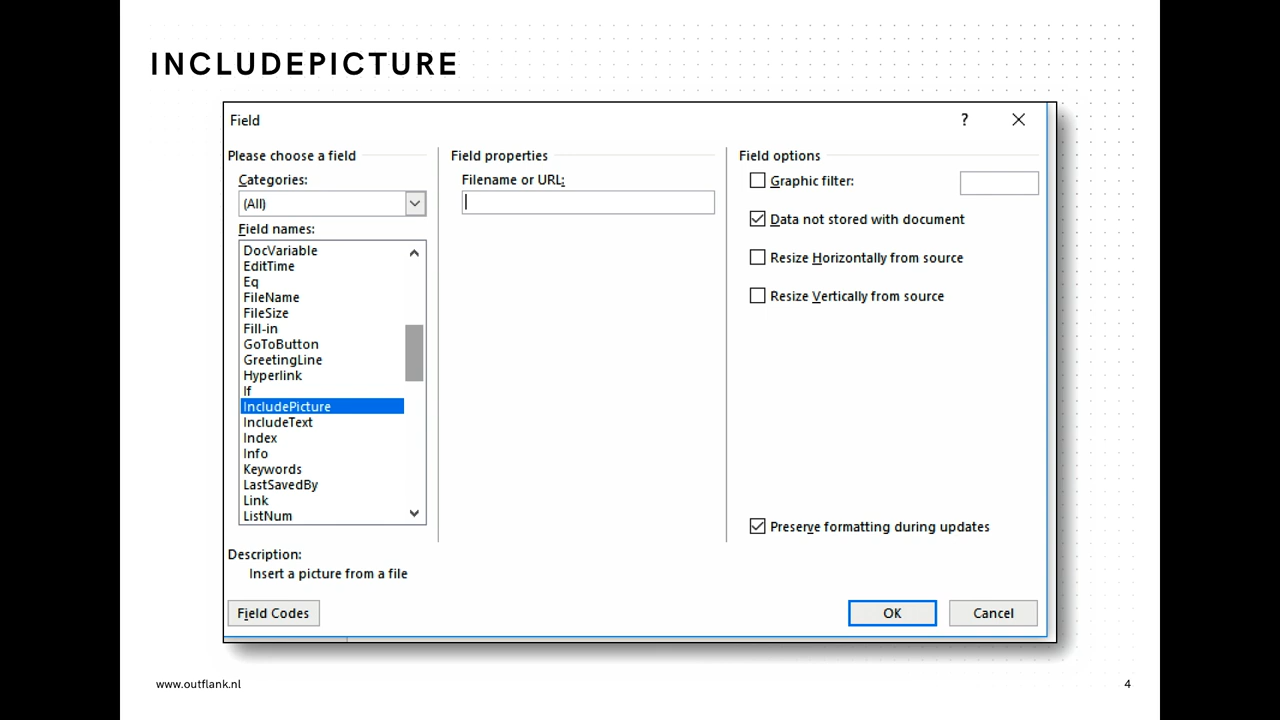 INCLUDEPICTURE
Field
?
Please choose a field
Categories:
(All)
Field names:
DocVariable
EditTime
Eq
FileName
FileSize
Fill-in
GoToButton
GreetingLine
Hyperlink
If
IncludePicture
IncludeText
Index
Info
Keywords
LastSavedBy
Link
ListNum
Field properties
Filename or URL:
Field options
Graphic filter:
Data not stored with document
Resize Horizontally from source
Resize Vertically from source
Preserve formatting during updates
Description:
Insert a picture from a file
Field Codes
OK
Cancel
www.outflank.nl
4